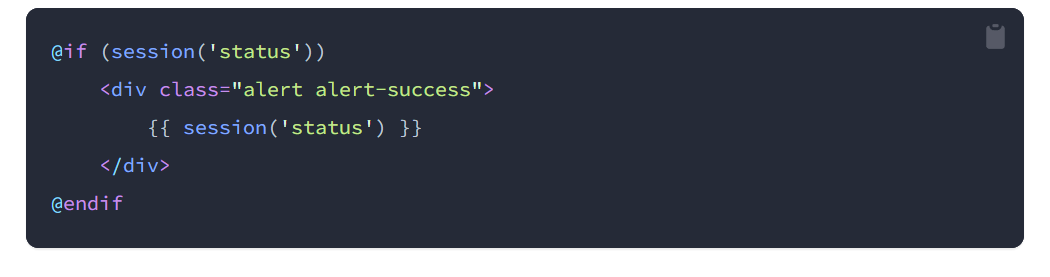 @if (session('status'))
    <div class="alert alert-success">
        {{ session('status') }}
    </div>
@endif